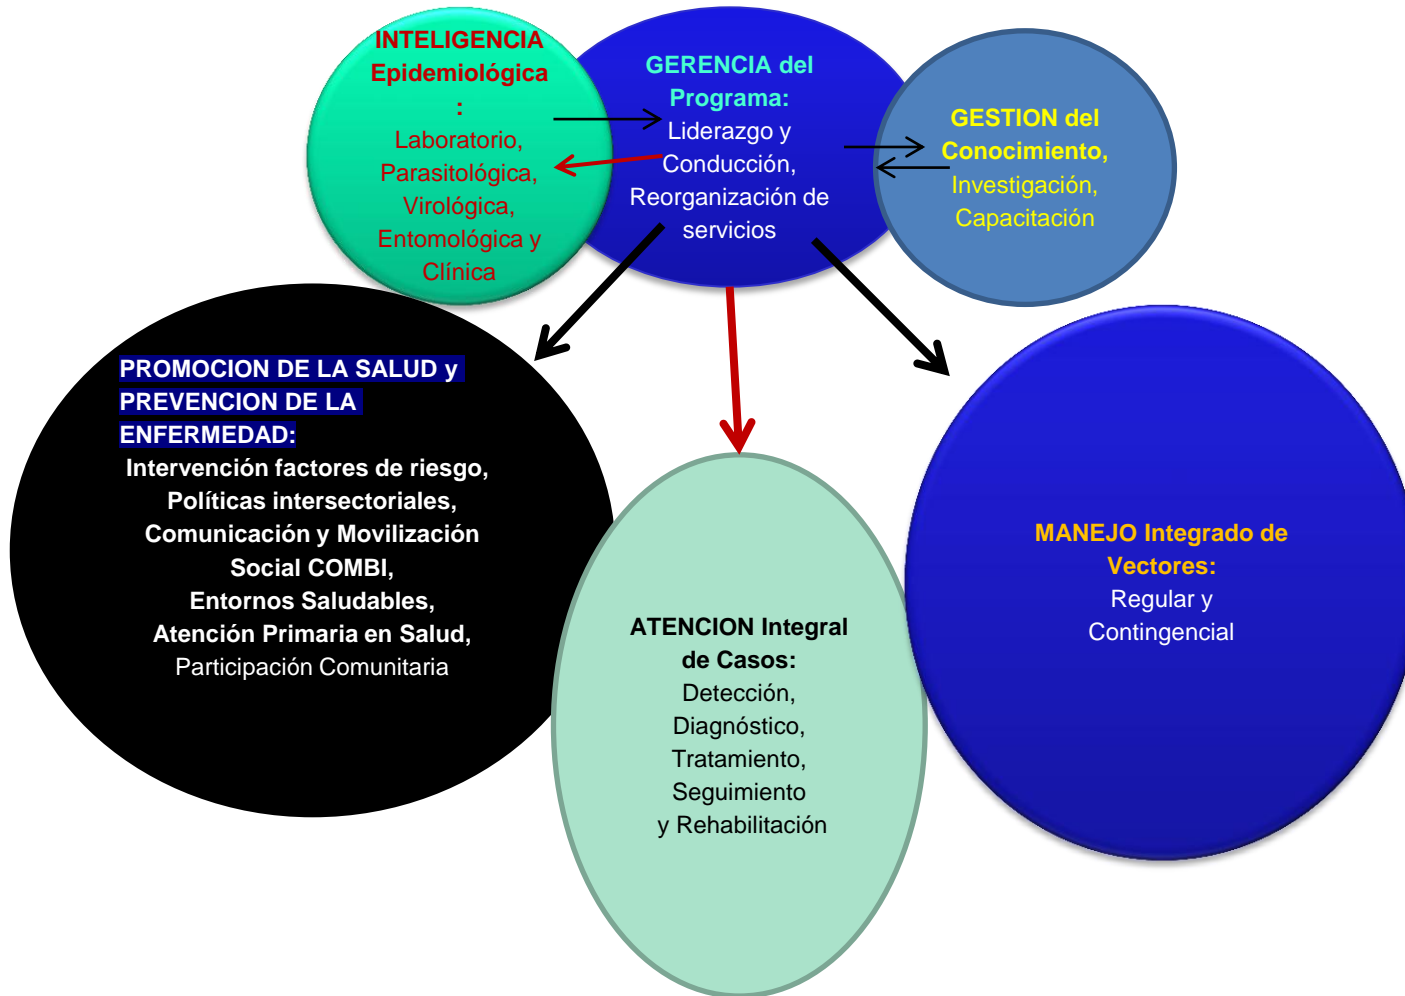 INTELIGENCIA
Epidemiológica
:
Laboratorio,
Parasitológica,
Virológica,
Entomológica y
Clínica
GERENCIA del
Programa:
Liderazgo y
Conducción,
Reorganización de
servicios
GESTION del
Conocimiento,
Investigación,
Capacitación
PROMOCION DE LA SALUD y
PREVENCION DE LA
ENFERMEDAD:
Intervención factores de riesgo,
Políticas intersectoriales,
Comunicación y Movilización
Social COMBI,
Entornos Saludables,
Atención Primaria en Salud,
Participación Comunitaria
ATENCION Integral
de Casos:
Detección,
Diagnóstico,
Tratamiento,
Seguimiento
y Rehabilitación
MANEJO Integrado de
Vectores:
Regular y
Contingencial